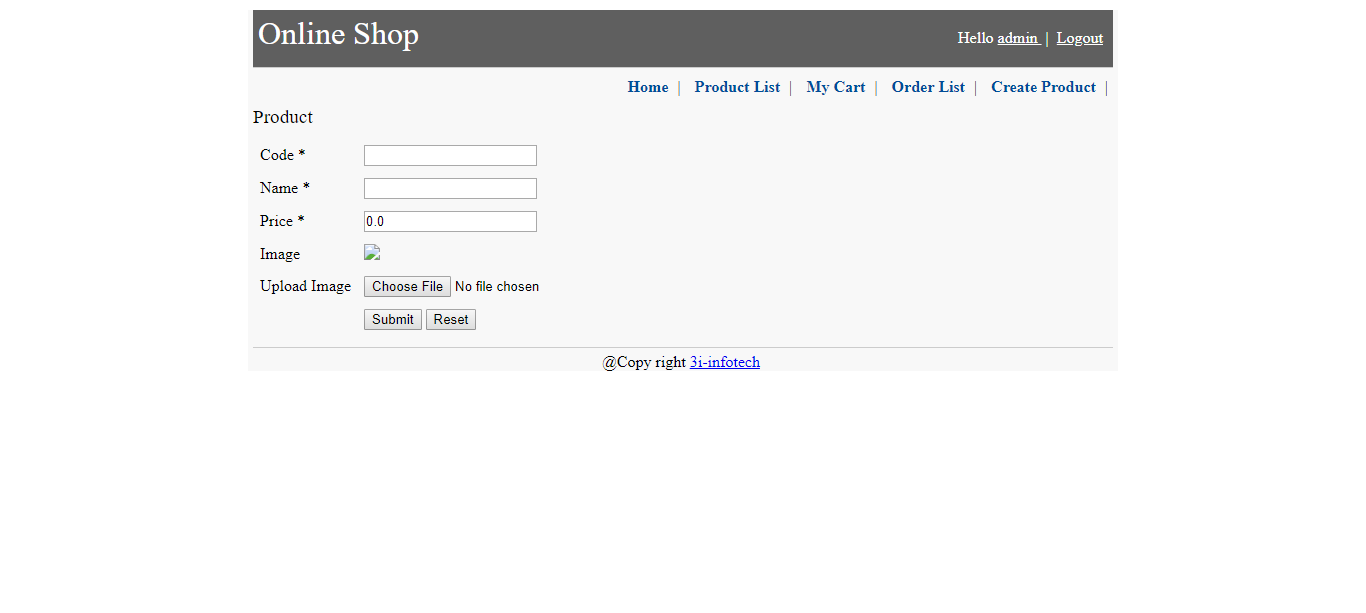 Online Shop
Hello admin | Logout
Home | Product List | My Cart | Order List | Create Product |
Product
Code *
Name *
Price * 0.0
Image
Upload Image Choose File No file chosen
Submit Reset
@Copy right 3i-infotech